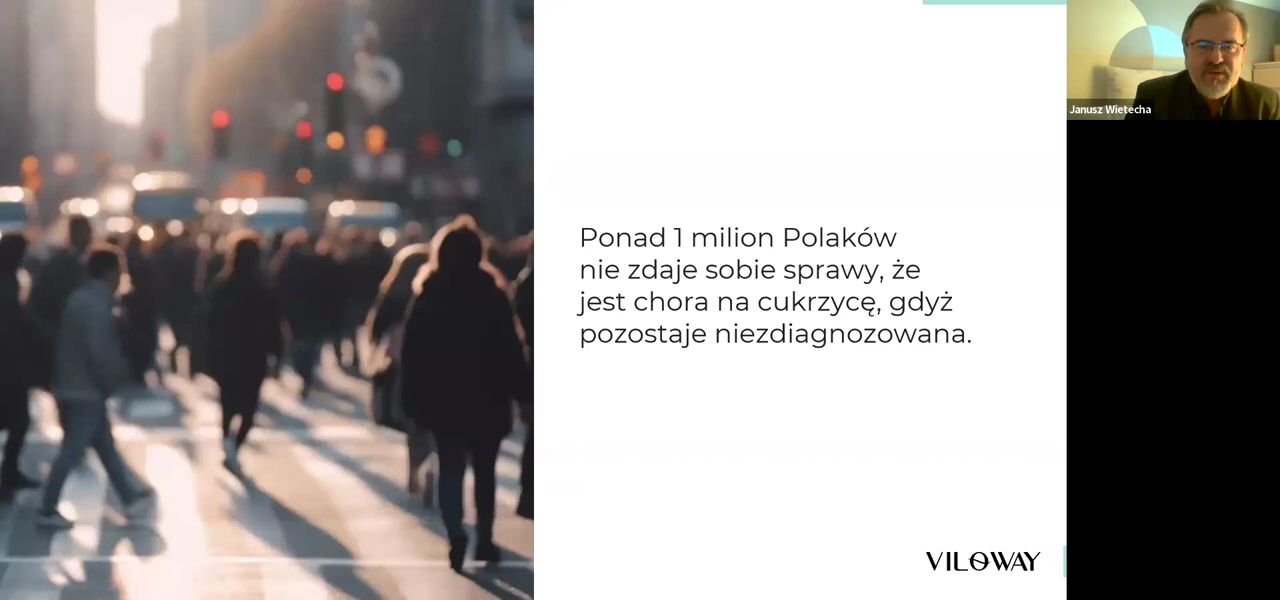 Ponad 1 milion Polaków
nie zdaje sobie sprawy, że
jest chora na cukrzycę, gdyż
pozostaje niezdiagnozowana.
VILOWAY
Janusz Wietecha